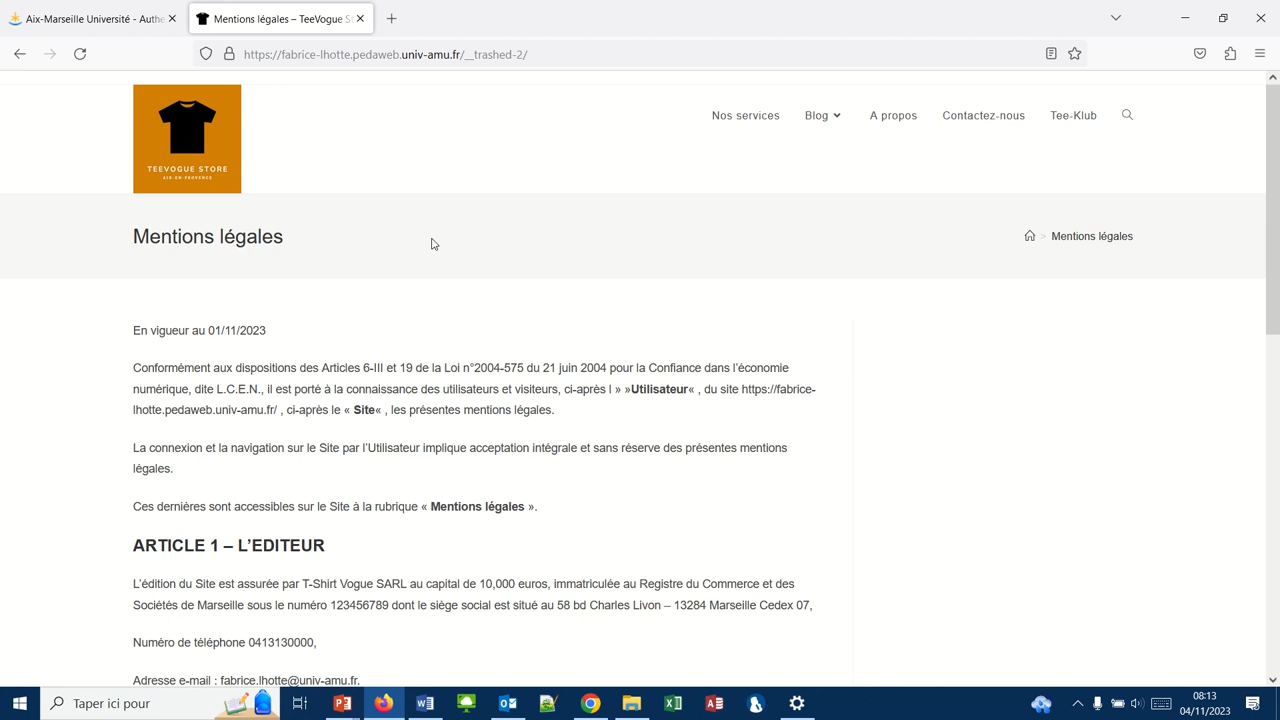 Aix-Marseille Université - Authe
Mentions légales – TeeVogue St
https://fabrice-lhotte.pedaweb.univ-amu.fr/__trashed-2/
TEEVOGUE STORE
AIX-EN-PROVENCE
Nos services
Blog
A propos
Contactez-nous
Tee-Klub
Mentions légales
> Mentions légales
En vigueur au 01/11/2023
Conformément aux dispositions des Articles 6-III et 19 de la Loi n°2004-575 du 21 juin 2004 pour la Confiance dans l’économie
numérique, dite L.C.E.N., il est porté à la connaissance des utilisateurs et visiteurs, ci-après l » »Utilisateur« , du site https://fabrice-
lhotte.pedaweb.univ-amu.fr/ , ci-après le « Site« , les présentes mentions légales.
La connexion et la navigation sur le Site par l’Utilisateur implique acceptation intégrale et sans réserve des présentes mentions
légales.
Ces dernières sont accessibles sur le Site à la rubrique « Mentions légales ».
ARTICLE 1 – L’EDITEUR
L’édition du Site est assurée par T-Shirt Vogue SARL au capital de 10,000 euros, immatriculée au Registre du Commerce et des
Sociétés de Marseille sous le numéro 123456789 dont le siège social est situé au 58 bd Charles Livon – 13284 Marseille Cedex 07,
Numéro de téléphone 0413130000,
Adresse e-mail : fabrice.lhotte@univ-amu.fr.
Taper ici pour
08:13
04/11/2023